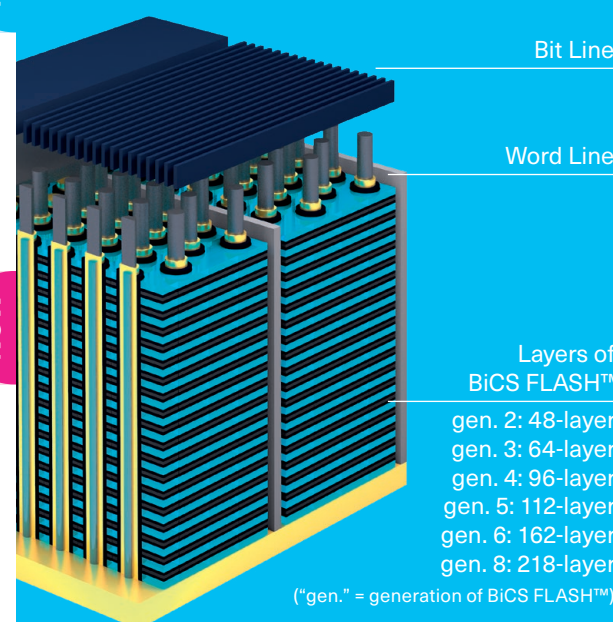 Bit Line
Word Line
Layers of
BiCS FLASH™
gen. 2: 48-layer
gen. 3: 64-layer
gen. 4: 96-layer
gen. 5: 112-layer
gen. 6: 162-layer
gen. 8: 218-layer
("gen." = generation of BiCS FLASH™)